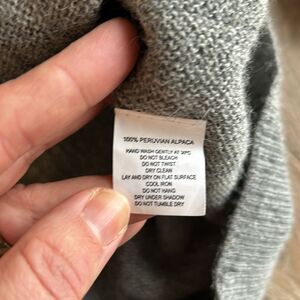 100% PERUVIAN ALPACA
HAND WASH GENTLY AT 30ºC
DO NOT BLEACH
DO NOT TWIST
DRY CLEAN
LAY AND DRY ON FLAT SURFACE
COOL IRON
DO NOT HANG
DRY UNDER SHADOW
DO NOT TUMBLE DRY